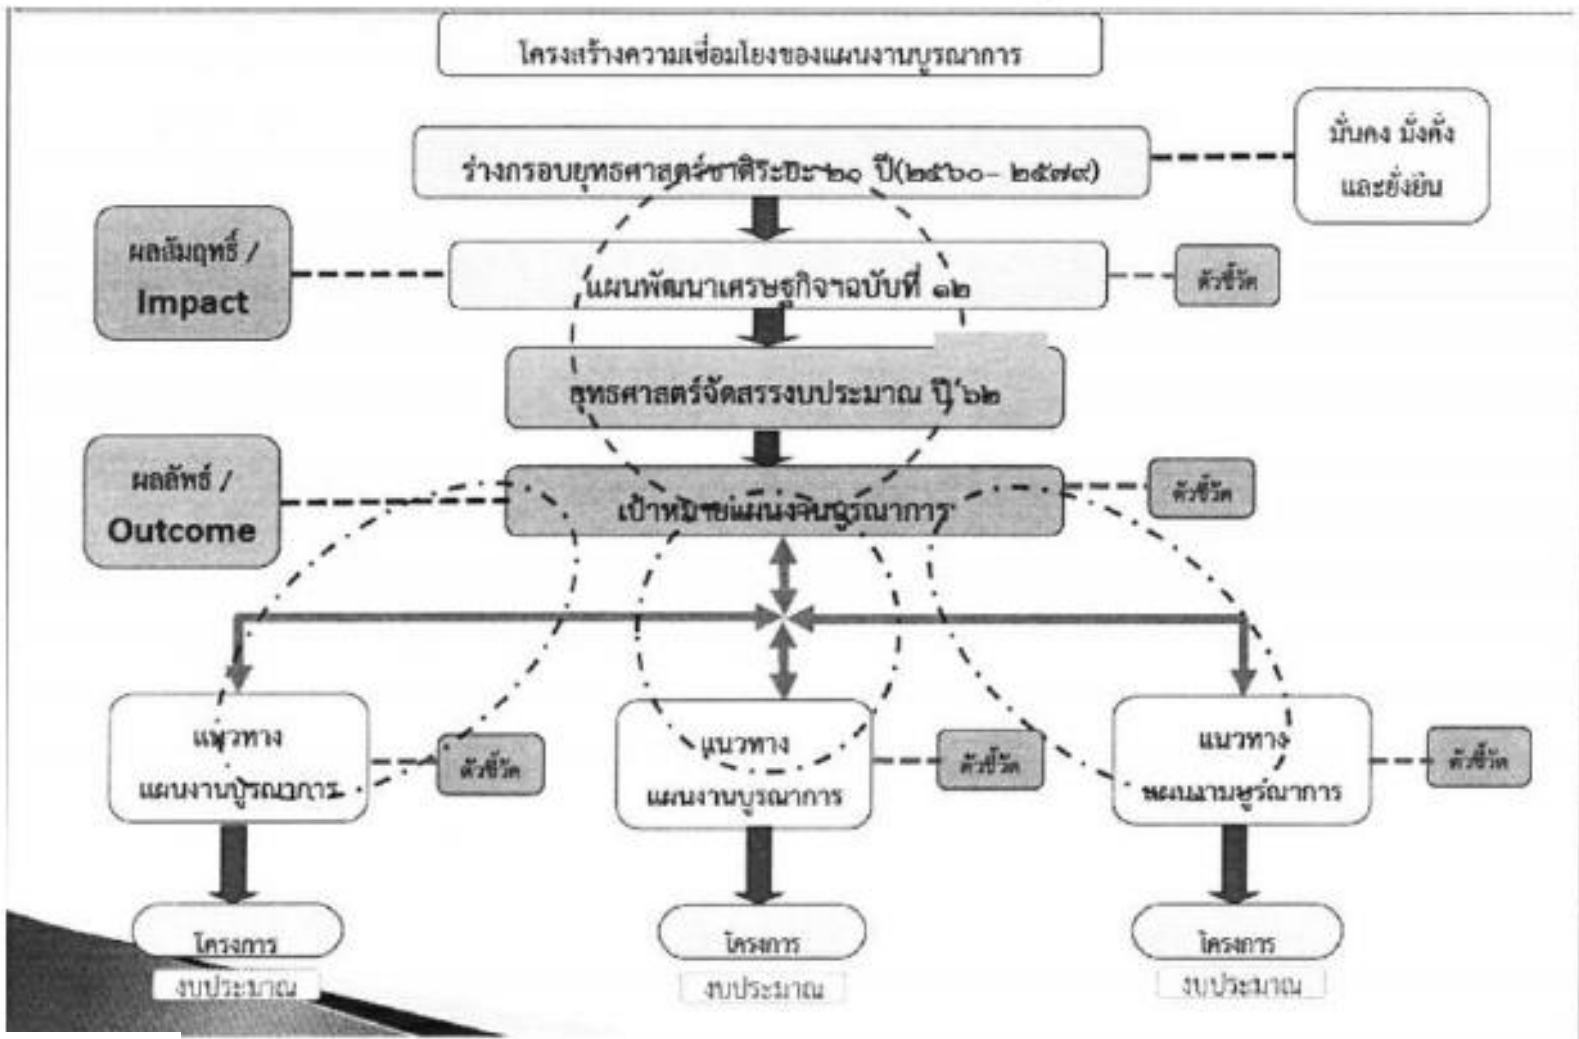 โครงสร้างความเชื่อมโยงของแผนงานบูรณาการ
ร่างกรอบยุทธศาสตร์ชาติระยะ ๒๐ ปี(๒๕๖๐– ๒๕๗๙)
มั่นคง มั่งคั่ง
และยั่งยืน
ผลสัมฤทธิ์ /
Impact
แผนพัฒนาเศรษฐกิจฯฉบับที่ ๑๒
ตัวชี้วัด
ยุทธศาสตร์จัดสรรงบประมาณ ปี'๖๒
ผลลัพธ์ /
Outcome
เป้าหมายแผนงานบูรณาการ
ตัวชี้วัด
แนวทาง
แผนงานบูรณาการ
ตัวชี้วัด
แนวทาง
แผนงานบูรณาการ
ตัวชี้วัด
แนวทาง
แผนงานบูรณาการ
ตัวชี้วัด
โครงการ
งบประมาณ
โครงการ
งบประมาณ
โครงการ
งบประมาณ